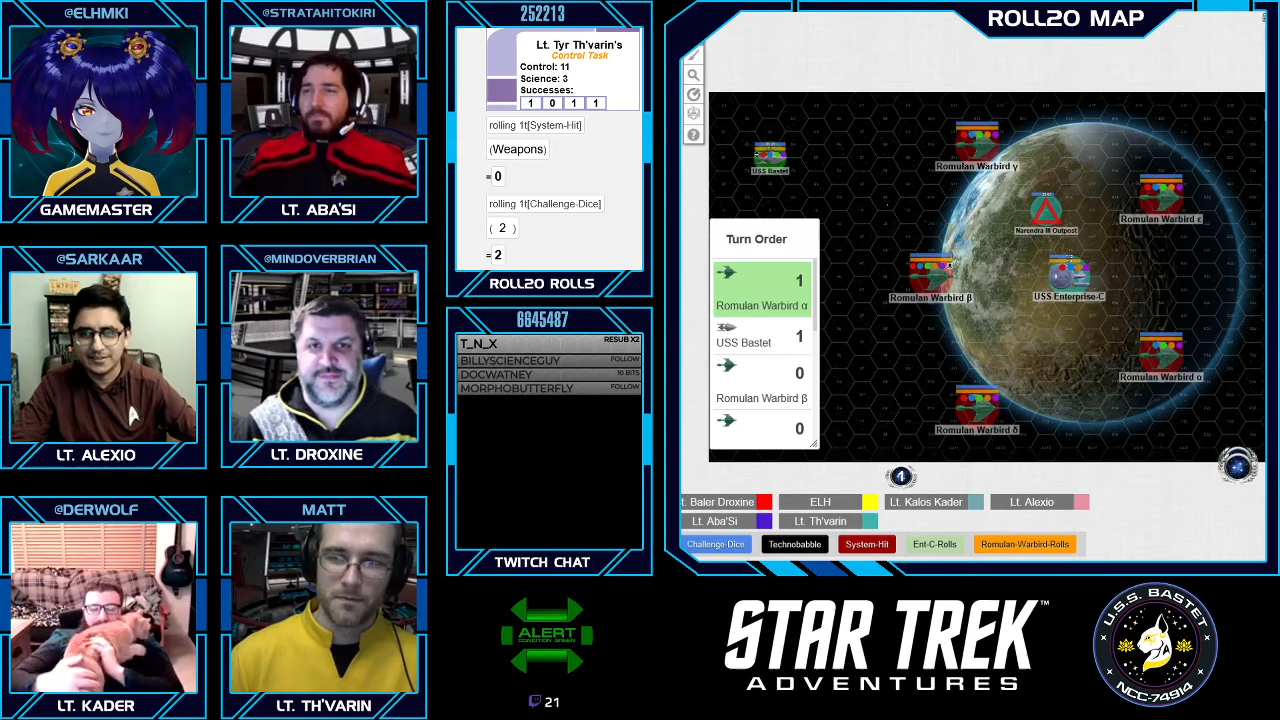 @ELHMKI
GAMEMASTER
@STRATAHITOKIRI
LT. ABA'SI
@SARKAAR
LT. ALEXIO
@MINDOVERBRIAN
LT. DROXINE
@DERWOLF
LT. KADER
MATT
LT. TH'VARIN
252213
Lt. Tyr Th'varin's
Control Task
Control: 11
Science: 3
Successes:
1 0 1 1
rolling 1t[System-Hit]
(Weapons)
=0
rolling 1t[Challenge-Dice]
( 2 )
=2
ROLL20 ROLLS
6645487
T_N_X RESUB X2
BILLYSCIENCEGUY FOLLOW
DOCWATNEY 10 BITS
MORPHOBUTTERFLY FOLLOW
TWITCH CHAT
ALERT
CONDITION GREEN
21
ROLL20 MAP
USS Bastet
Romulan Warbird γ
Romulan Warbird ε
Narendra III Outpost
Romulan Warbird β
USS Enterprise-C
Romulan Warbird α
Romulan Warbird δ
Turn Order
1
Romulan Warbird α
USS Bastet 1
0
Romulan Warbird β
0
1
t. Baler Droxine
ELH
Lt. Kalos Kader
Lt. Alexio
Lt. Aba'Si
Lt. Th'varin
Challenge-Dice
Technobabble
System-Hit
Ent-C-Rolls
Romulan-Warbird-Rolls
STAR TREK™
ADVENTURES
U.S.S. BASTET
NCC-74914